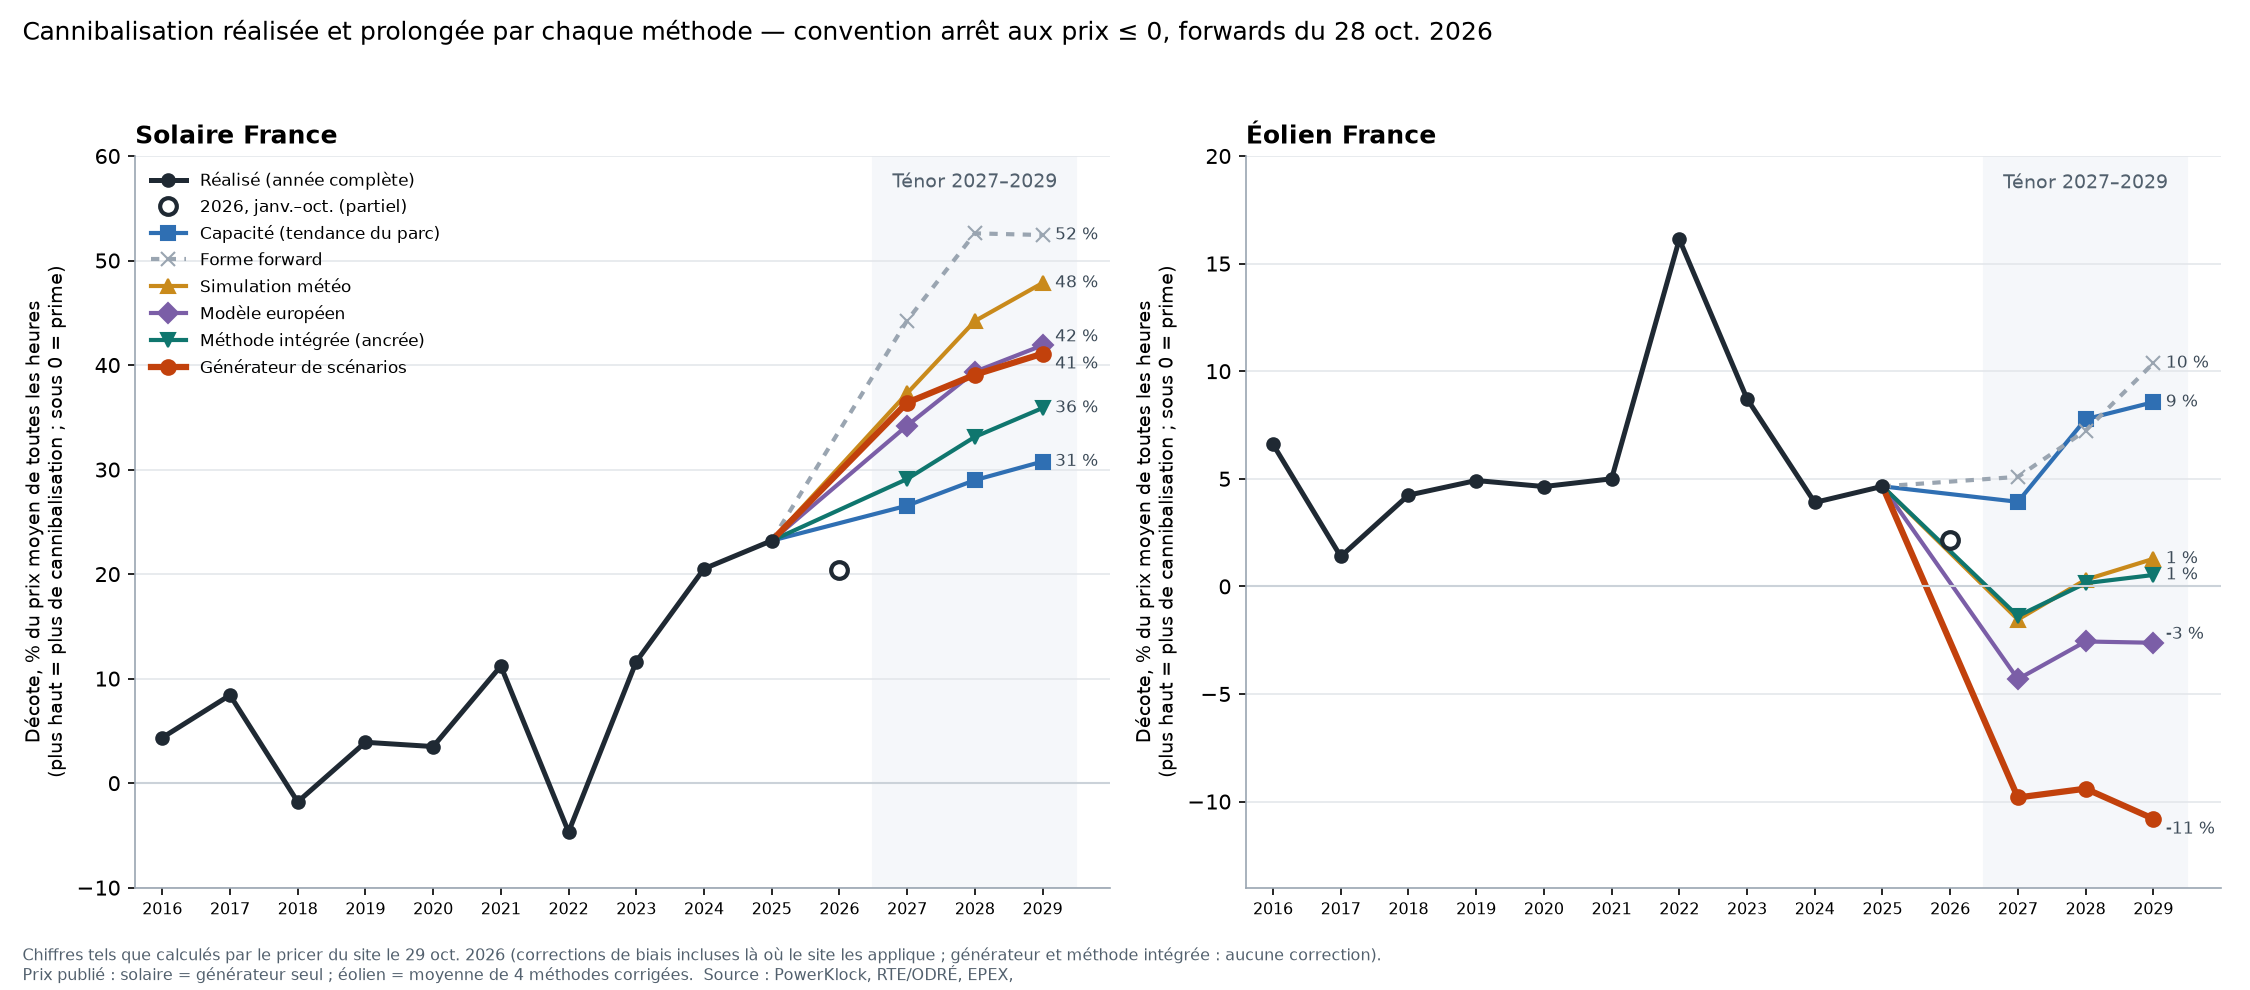 Cannibalisation réalisée et prolongée par chaque méthode — convention arrêt aux prix ≤ 0, forwards du 28 oct. 2026
Solaire France
Décote, % du prix moyen de toutes les heures
(plus haut = plus de cannibalisation ; sous 0 = prime)
60
50
40
30
20
10
0
−10
Réalisé (année complète)
2026, janv.–oct. (partiel)
Capacité (tendance du parc)
Forme forward
Simulation météo
Modèle européen
Méthode intégrée (ancrée)
Générateur de scénarios
Ténor 2027–2029
52 %
48 %
42 %
41 %
36 %
31 %
2016 2017 2018 2019 2020 2021 2022 2023 2024 2025 2026 2027 2028 2029
Éolien France
Décote, % du prix moyen de toutes les heures
(plus haut = plus de cannibalisation ; sous 0 = prime)
20
15
10
5
0
−5
−10
Ténor 2027–2029
10 %
9 %
1 %
1 %
-3 %
-11 %
2016 2017 2018 2019 2020 2021 2022 2023 2024 2025 2026 2027 2028 2029
Chiffres tels que calculés par le pricer du site le 29 oct. 2026 (corrections de biais incluses là où le site les applique ; générateur et méthode intégrée : aucune correction).
Prix publié : solaire = générateur seul ; éolien = moyenne de 4 méthodes corrigées.  Source : PowerKlock, RTE/ODRÉ, EPEX,